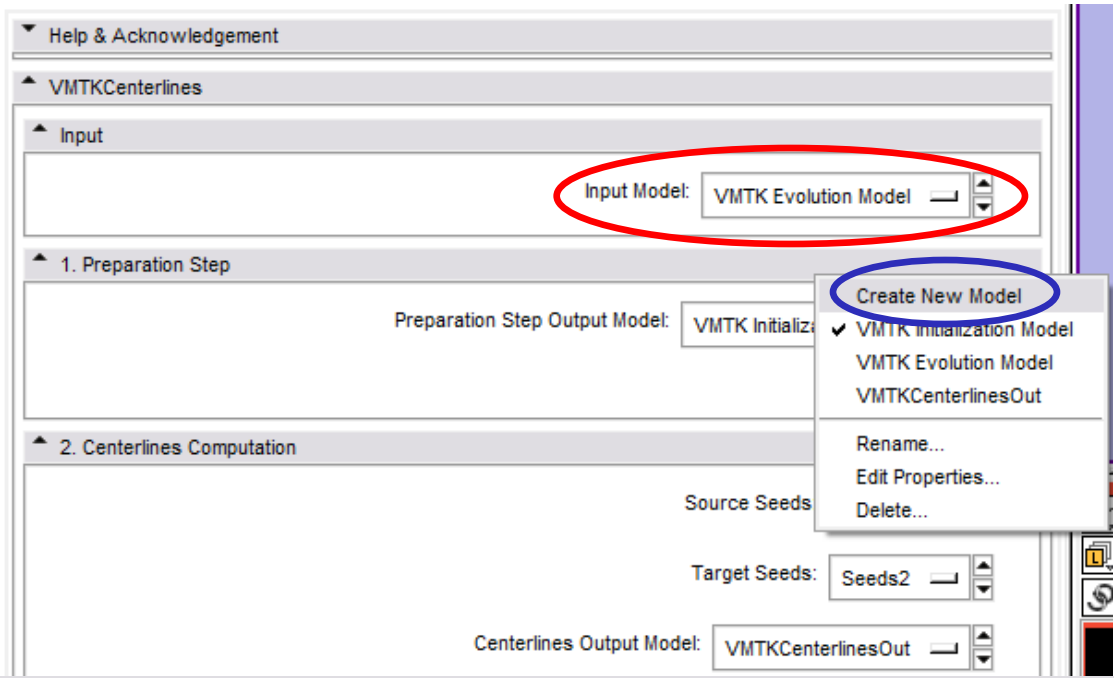 Help & Acknowledgement
VMTKCenterlines
Input
Input Model: VMTK Evolution Model
1. Preparation Step
Create New Model
Preparation Step Output Model: VMTK Initializa
VMTK Initialization Model
VMTK Evolution Model
VMTKCenterlinesOut
2. Centerlines Computation
Rename...
Edit Properties...
Source Seeds
Delete...
Target Seeds: Seeds2
L
Centerlines Output Model: VMTKCenterlinesOut